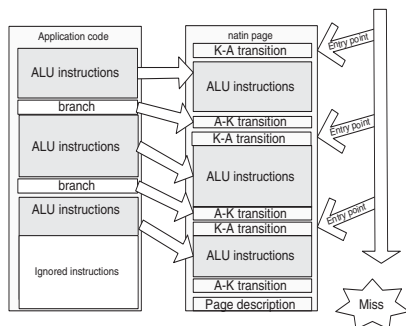 Application code
ALU instructions
branch
ALU instructions
branch
ALU instructions
Ignored instructions
natin page
K-A transition
ALU instructions
A-K transition
K-A transition
ALU instructions
A-K transition
K-A transition
ALU instructions
A-K transition
Page description
Entry point
Entry point
Entry point
Miss